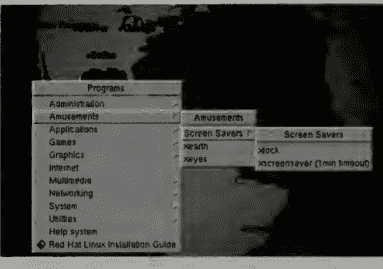 Programs
Administration
Amusements
Applications
Games
Graphics
Internet
Multimedia
Networking
System
Utilities
Help system
Red Hat Linux Installation Guide
Amusements
Screen Savers
xearth
xeyes
Screen Savers
xlock
xscreensaver (1min timeout)